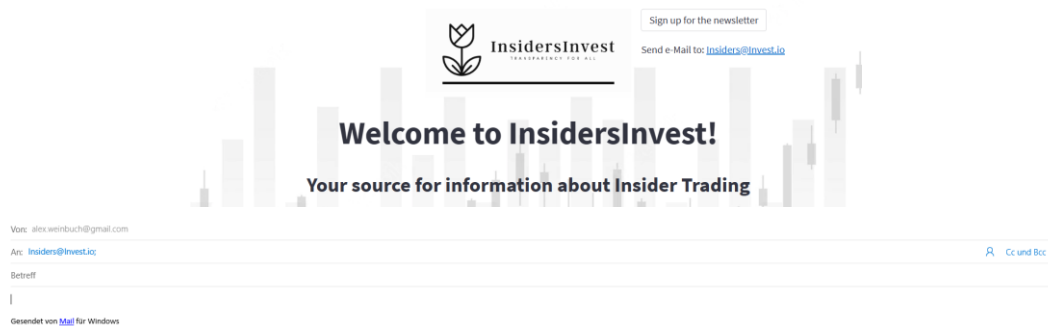 Sign up for the newsletter
InsidersInvest
TRANSPARENCY FOR ALL
Send e-Mail to: Insiders@Invest.io
Welcome to InsidersInvest!
Your source for information about Insider Trading
Von: alex.weinbuch@gmail.com
An: Insiders@Invest.io; Cc und Bcc
Betreff
Gesendet von Mail für Windows